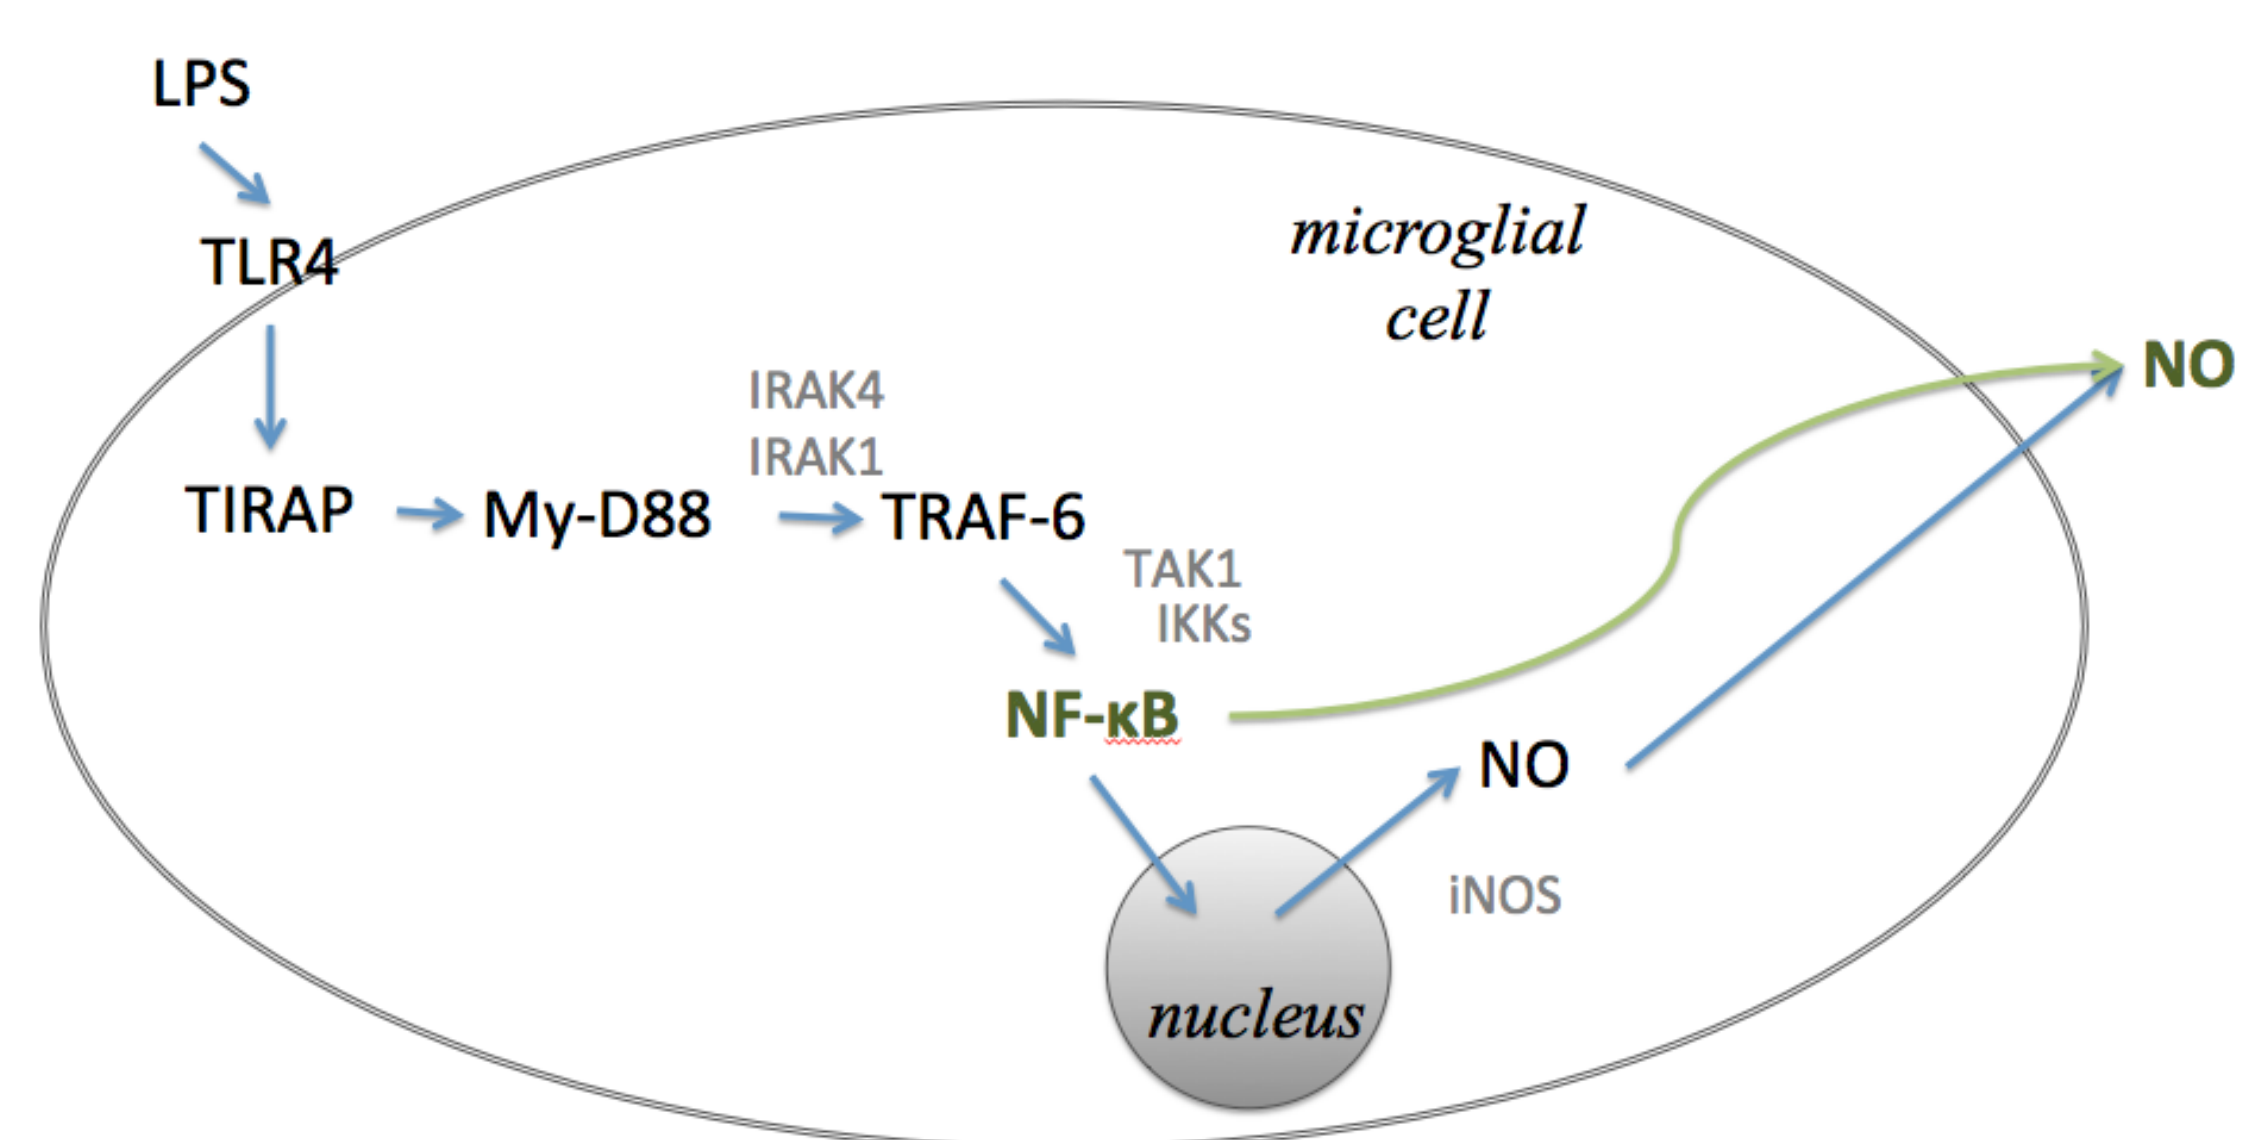 LPS
TLR4
microglial
cell
NO
IRAK4
IRAK1
TIRAP
My-D88
TRAF-6
TAK1
IKKs
NF-κB
NO
iNOS
nucleus